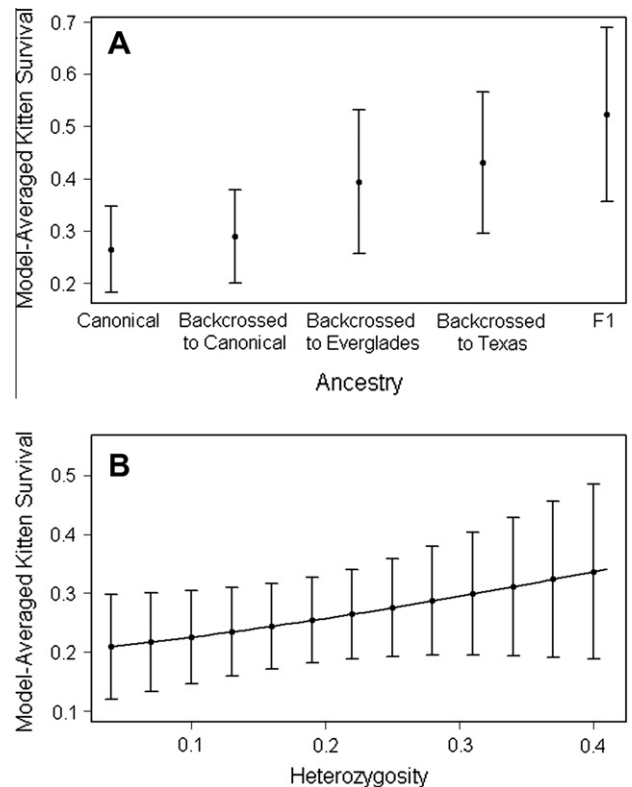 A
Model-Averaged Kitten Survival
0.7
0.6
0.5
0.4
0.3
0.2
Canonical
Backcrossed
to Canonical
Backcrossed
to Everglades
Backcrossed
to Texas
F1
Ancestry
B
Model-Averaged Kitten Survival
0.5
0.4
0.3
0.2
0.1
0.1
0.2
0.3
0.4
Heterozygosity